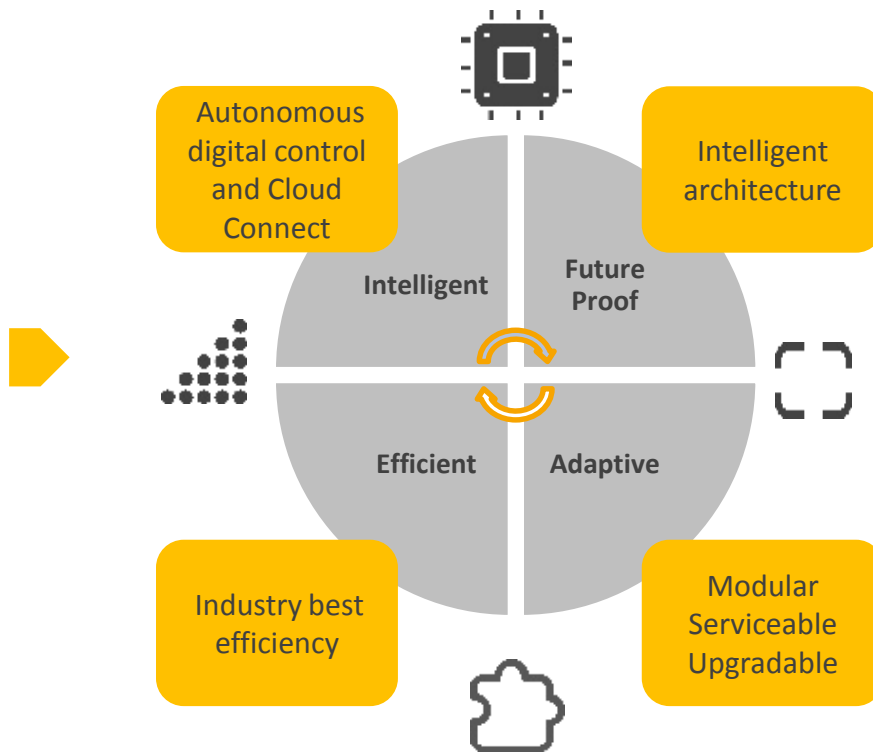 Autonomous
digital control
and Cloud
Connect
Intelligent
architecture
Intelligent
Future
Proof
Efficient
Adaptive
Industry best
efficiency
Modular
Serviceable
Upgradable